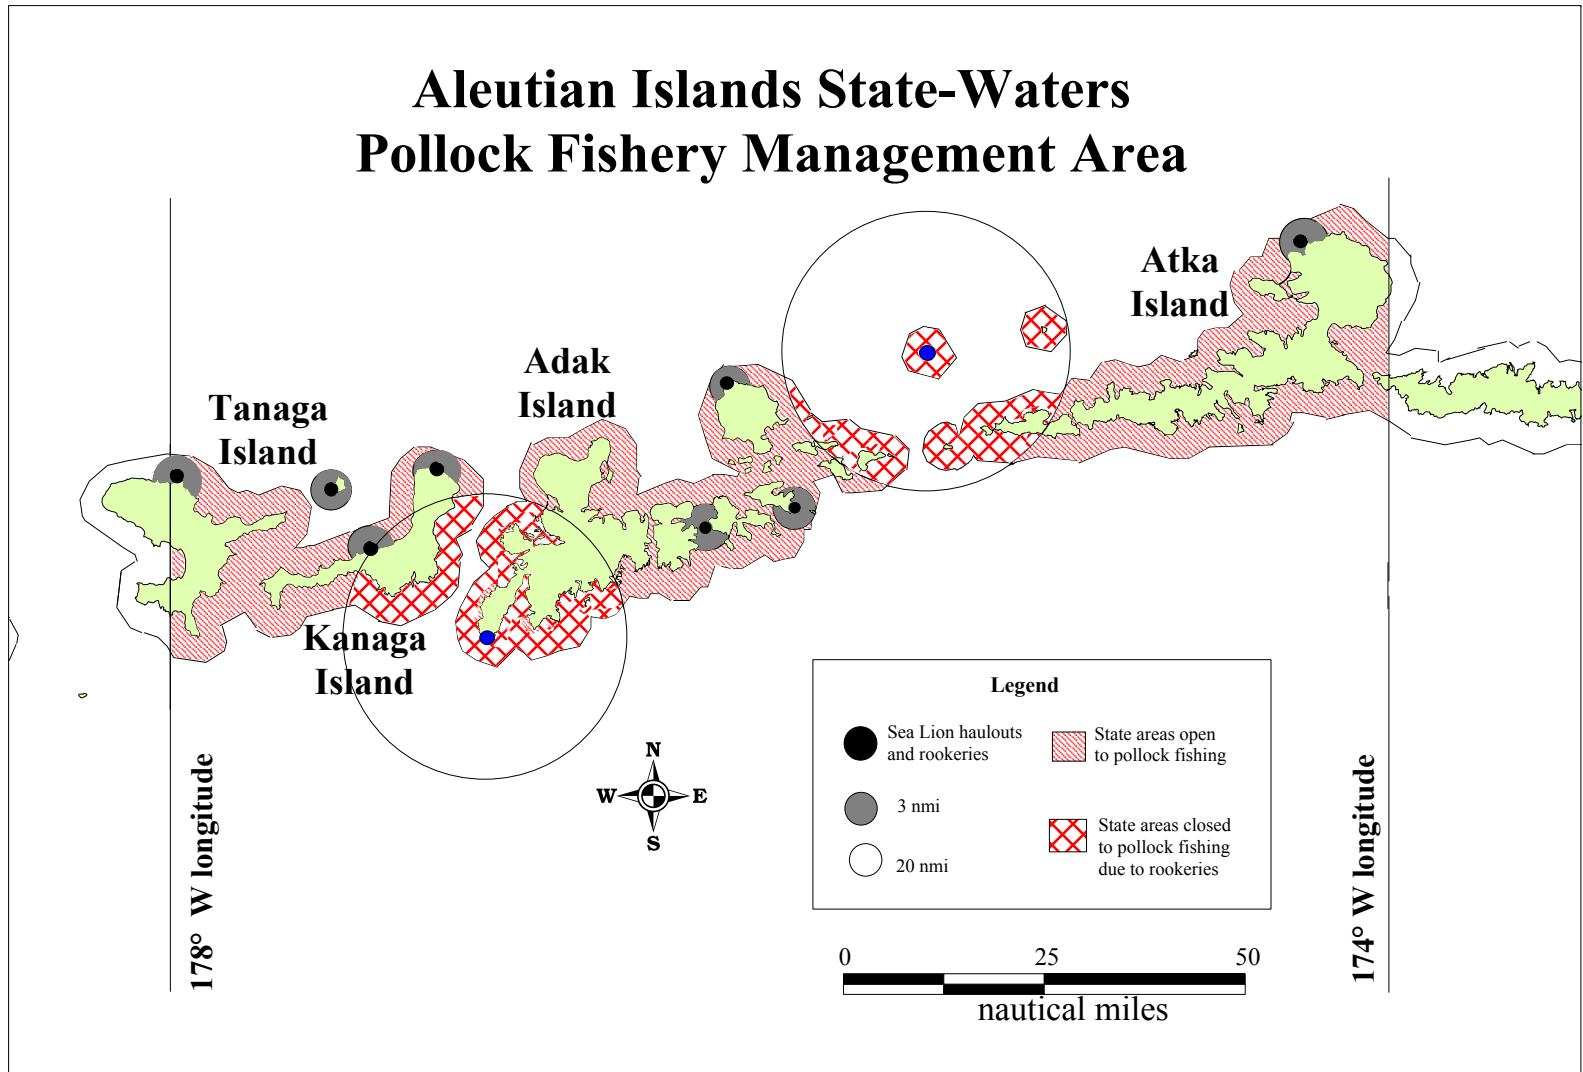 Aleutian Islands State-Waters
Pollock Fishery Management Area
Atka
Island
Adak
Island
Tanaga
Island
Kanaga
Island
Legend
Sea Lion haulouts
and rookeries
3 nmi
20 nmi
State areas open
to pollock fishing
State areas closed
to pollock fishing
due to rookeries
N
W
E
S
178° W longitude
174° W longitude
0
25
50
nautical miles